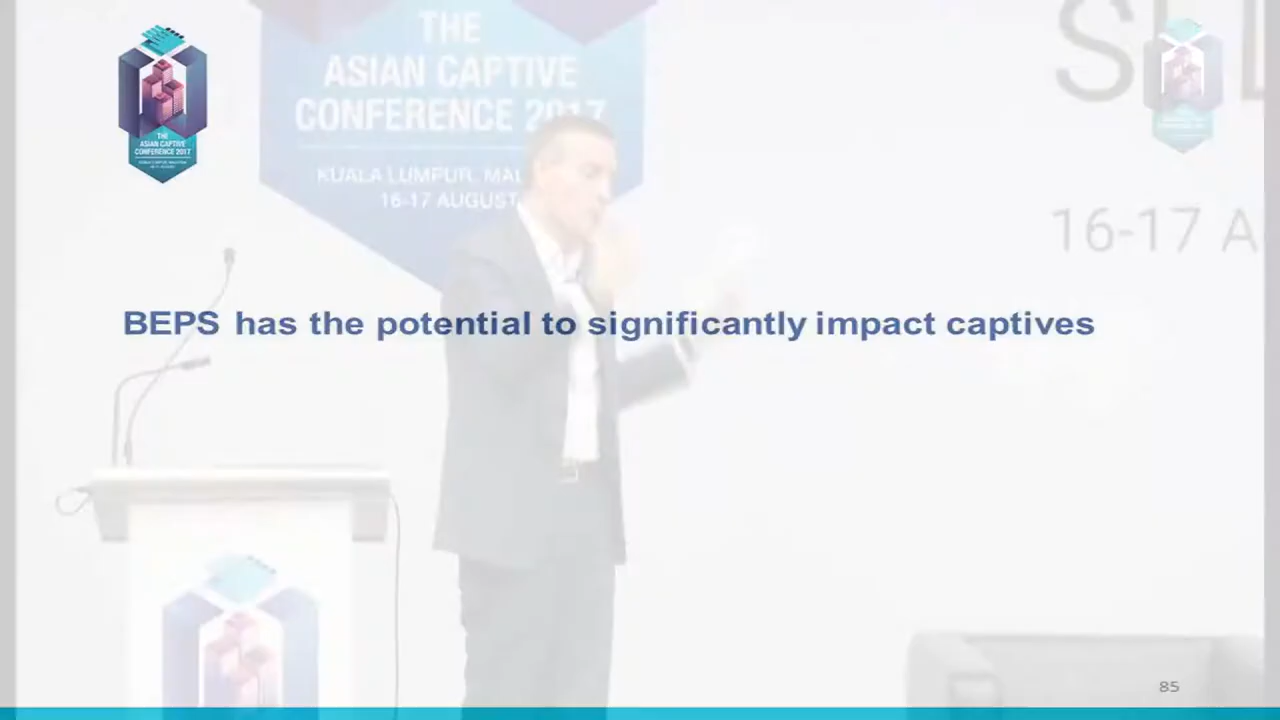 THE
ASIAN CAPTIVE
CONFERENCE 2017
KUALA LUMPUR, MAL
16-17 AUGUST
16-17 A
THE
ASIAN CAPTIVE
CONFERENCE 2017
BEPS has the potential to significantly impact captives
85